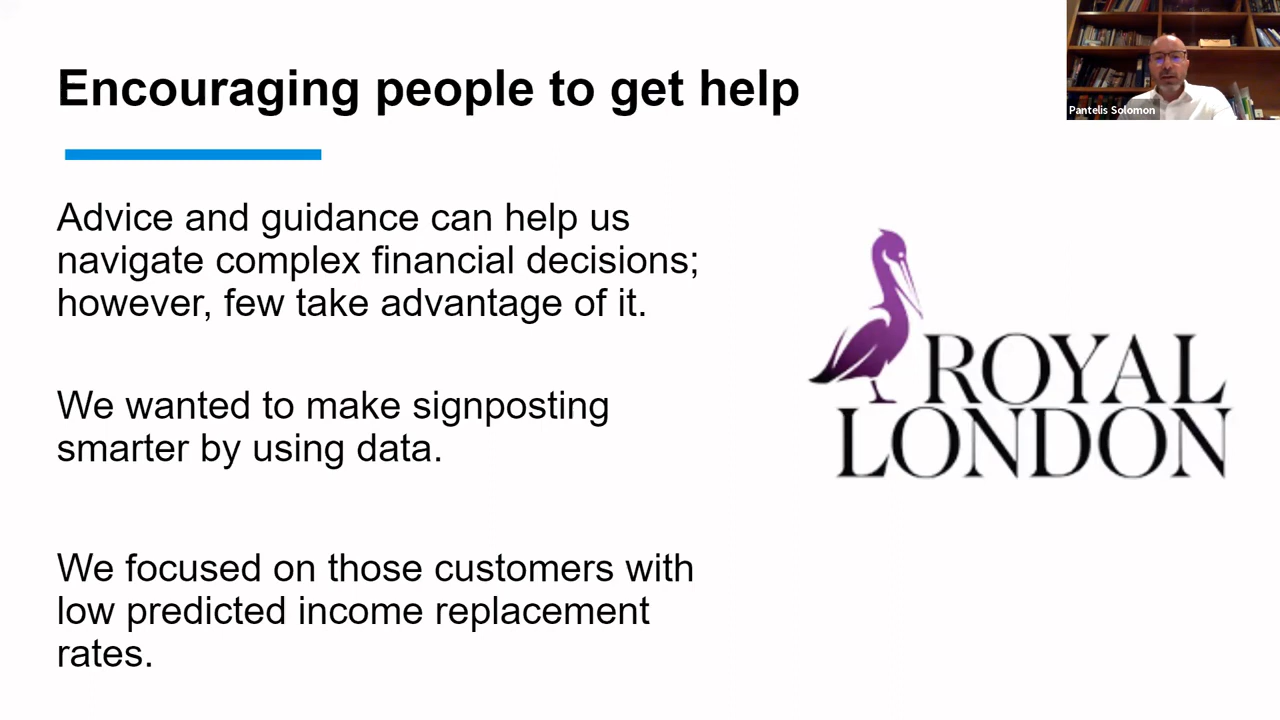 Encouraging people to get help
Pantelis Solomon
Advice and guidance can help us
navigate complex financial decisions;
however, few take advantage of it.
We wanted to make signposting
smarter by using data.
We focused on those customers with
low predicted income replacement
rates.
ROYAL
LONDON